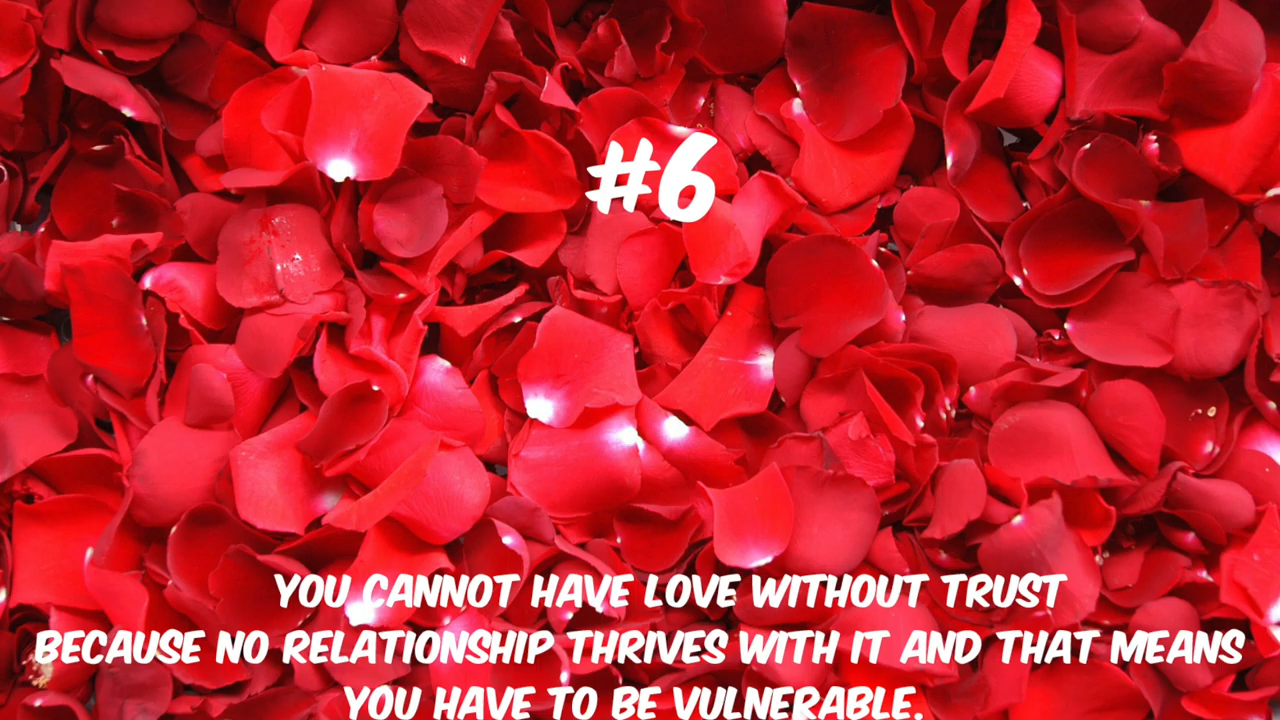 #6
YOU CANNOT HAVE LOVE WITHOUT TRUST
BECAUSE NO RELATIONSHIP THRIVES WITH IT AND THAT MEANS
YOU HAVE TO BE VULNERABLE.